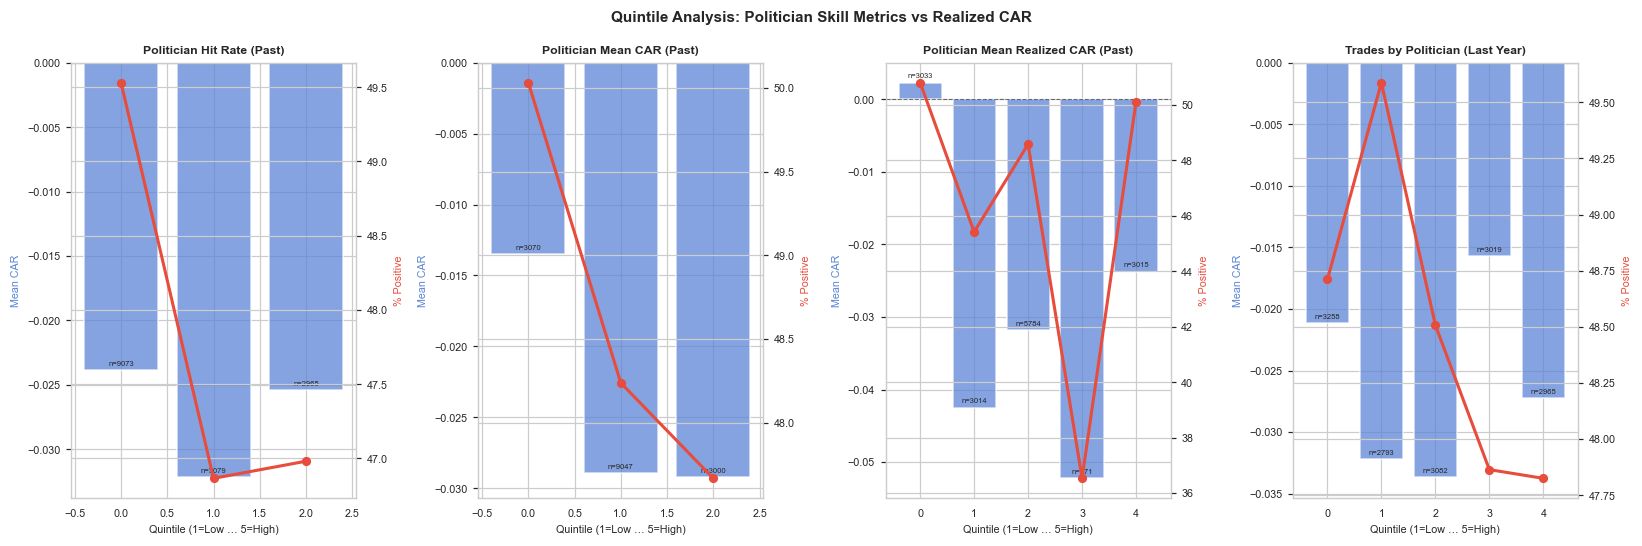 Quintile Analysis: Politician Skill Metrics vs Realized CAR
Politician Hit Rate (Past)
0.000
−0.005
−0.010
−0.015
−0.020
−0.025
−0.030
Mean CAR
n=9073
n=2965
49.5
49.0
48.5
48.0
47.5
47.0
% Positive
−0.5
0.0
0.5
1.0
1.5
2.0
2.5
Quintile (1=Low … 5=High)
Politician Mean CAR (Past)
0.000
−0.005
−0.010
−0.015
−0.020
−0.025
−0.030
Mean CAR
n=3070
n=9047
n=3000
50.0
49.5
49.0
48.5
48.0
% Positive
−0.5
0.0
0.5
1.0
1.5
2.0
2.5
Quintile (1=Low … 5=High)
Politician Mean Realized CAR (Past)
0.00
−0.01
−0.02
−0.03
−0.04
−0.05
Mean CAR
n=3033
n=3014
n=5784
n=3015
50
48
46
44
42
40
38
36
% Positive
0
1
2
3
4
Quintile (1=Low … 5=High)
Trades by Politician (Last Year)
0.000
−0.005
−0.010
−0.015
−0.020
−0.025
−0.030
−0.035
Mean CAR
n=3258
n=2793
n=3082
n=3019
n=2965
49.50
49.25
49.00
48.75
48.50
48.25
48.00
47.75
% Positive
0
1
2
3
4
Quintile (1=Low … 5=High)